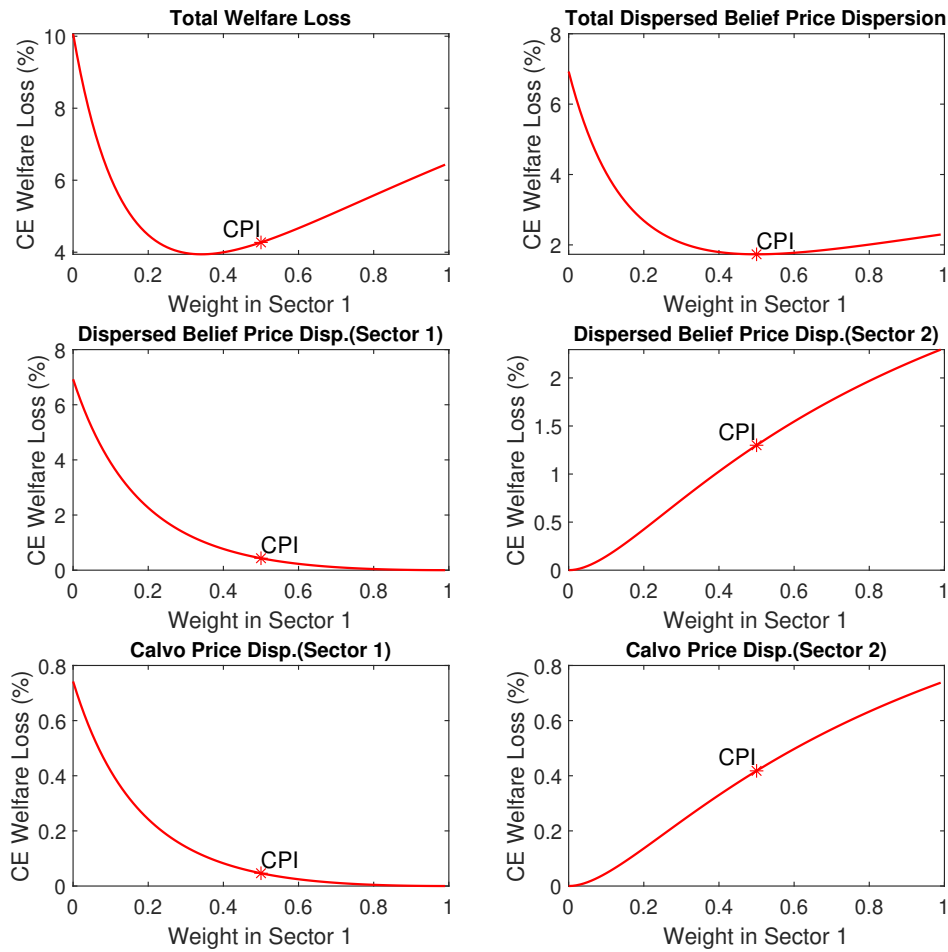 Total Welfare Loss
CE Welfare Loss (%)
10
8
6
4
CPI
0
0.2
0.4
0.6
0.8
1
Weight in Sector 1
Total Dispersed Belief Price Dispersion
CE Welfare Loss (%)
8
6
4
2
CPI
0
0.2
0.4
0.6
0.8
1
Weight in Sector 1
Dispersed Belief Price Disp.(Sector 1)
CE Welfare Loss (%)
8
6
4
2
0
CPI
0
0.2
0.4
0.6
0.8
1
Weight in Sector 1
Dispersed Belief Price Disp.(Sector 2)
CE Welfare Loss (%)
2
1.5
1
0.5
0
CPI
0
0.2
0.4
0.6
0.8
1
Weight in Sector 1
Calvo Price Disp.(Sector 1)
CE Welfare Loss (%)
0.8
0.6
0.4
0.2
0
CPI
0
0.2
0.4
0.6
0.8
1
Weight in Sector 1
Calvo Price Disp.(Sector 2)
CE Welfare Loss (%)
0.8
0.6
0.4
0.2
0
CPI
0
0.2
0.4
0.6
0.8
1
Weight in Sector 1